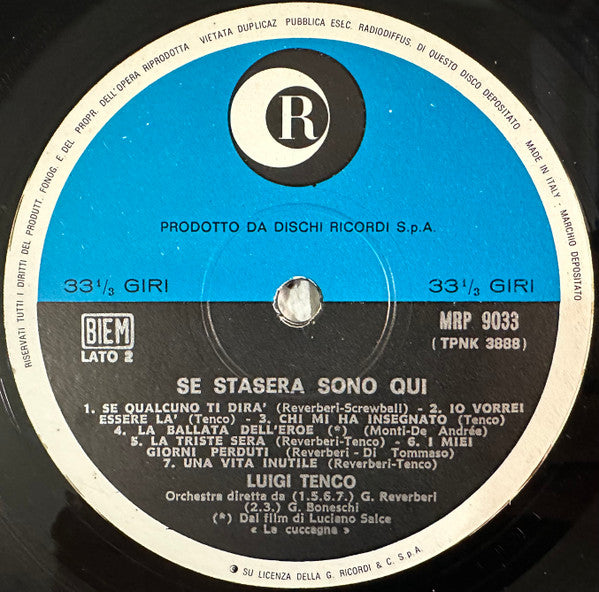 RISERVATI TUTTI I DIRITTI DEL PRODUTT. FONOG. E DEL PROPR. DELL'OPERA RIPRODOTTA VIETATA DUPLICAZ PUBBLICA ESEC. RADIODIFFUS. DI QUESTO DISCO DEPOSITATO MADE IN ITALY - MARCHIO DEPOSITATO
R
PRODOTTO DA DISCHI RICORDI S.p.A.
33 1/3 GIRI 33 1/3 GIRI
BIEM MRP 9033
LATO 2 (TPNK 3888)
SE STASERA SONO QUI
1. SE QUALCUNO TI DIRA' (Reverberi-Screwball) - 2. IO VORREI
ESSERE LA' (Tenco) - 3. CHI MI HA INSEGNATO (Tenco)
4. LA BALLATA DELL'EROE (*) (Monti-De Andrée)
5. LA TRISTE SERA (Reverberi-Tenco) - 6. I MIEI
GIORNI PERDUTI (Reverberi - Di Tommaso)
7. UNA VITA INUTILE (Reverberi-Tenco)
LUIGI TENCO
Orchestra diretta da (1.5.6.7.) G. Reverberi
(2.3.) G. Boneschi
(*) Dal film di Luciano Salce
« La cuccagna »
℗ SU LICENZA DELLA G. RICORDI & C. S.p.A.